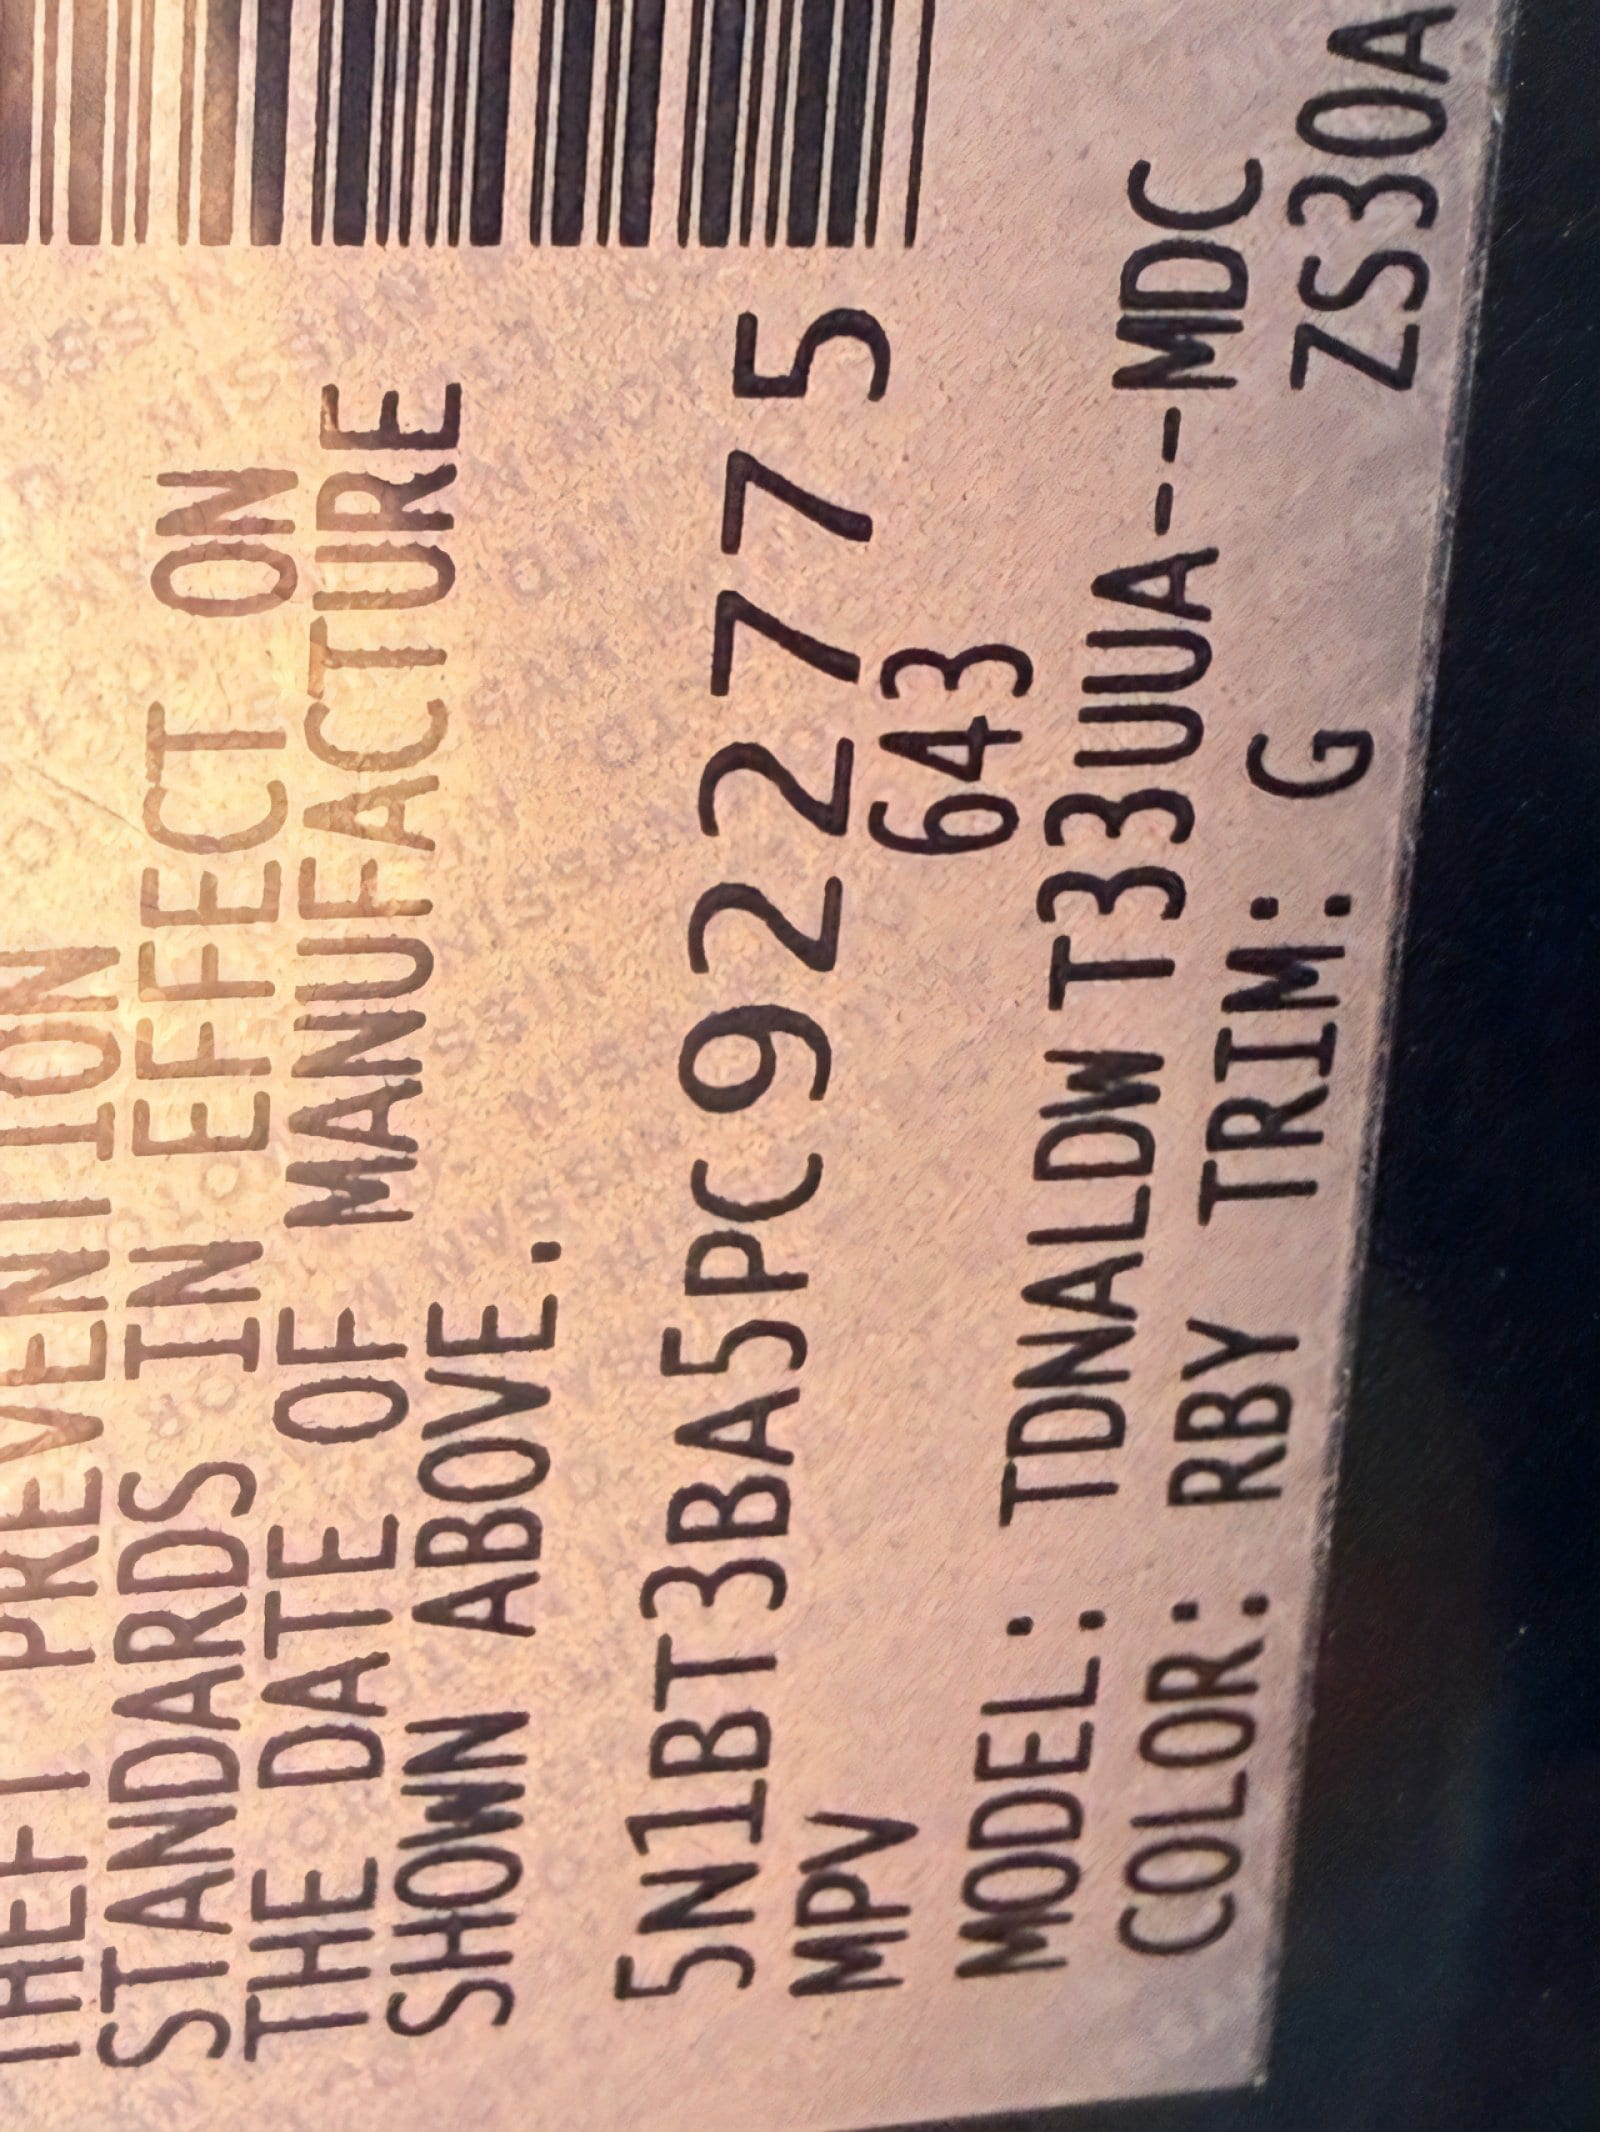 THEFT PREVENTION
STANDARDS IN EFFECT ON
THE DATE OF MANUFACTURE
SHOWN ABOVE.
5N1BT3BA5PC922775
MPV 643
MODEL: TDNALDW T33UUA--MDC
COLOR: RBY TRIM: G ZS30A